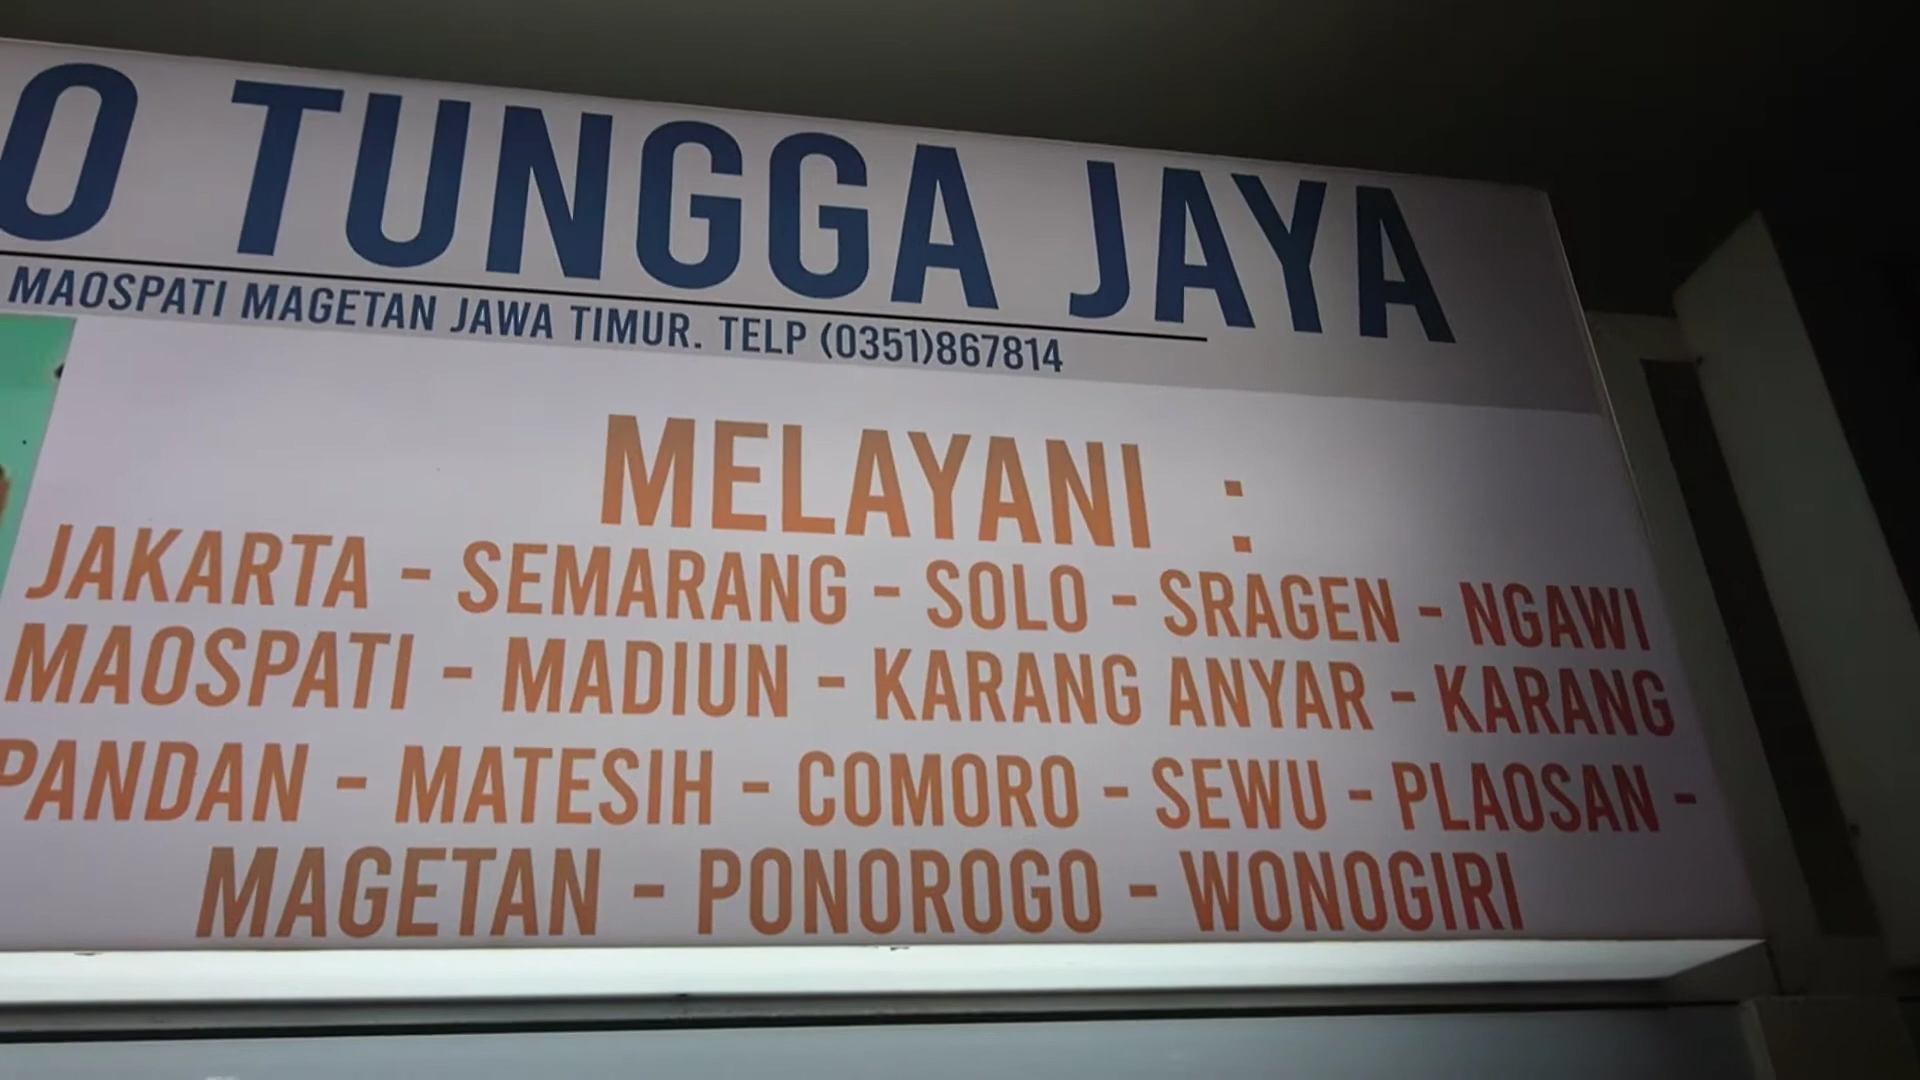 O TUNGGA JAYA
MAOSPATI MAGETAN JAWA TIMUR. TELP (0351)867814
MELAYANI :
JAKARTA - SEMARANG - SOLO - SRAGEN - NGAWI
MAOSPATI - MADIUN - KARANG ANYAR - KARANG
PANDAN - MATESIH - COMORO - SEWU - PLAOSAN -
MAGETAN - PONOROGO - WONOGIRI